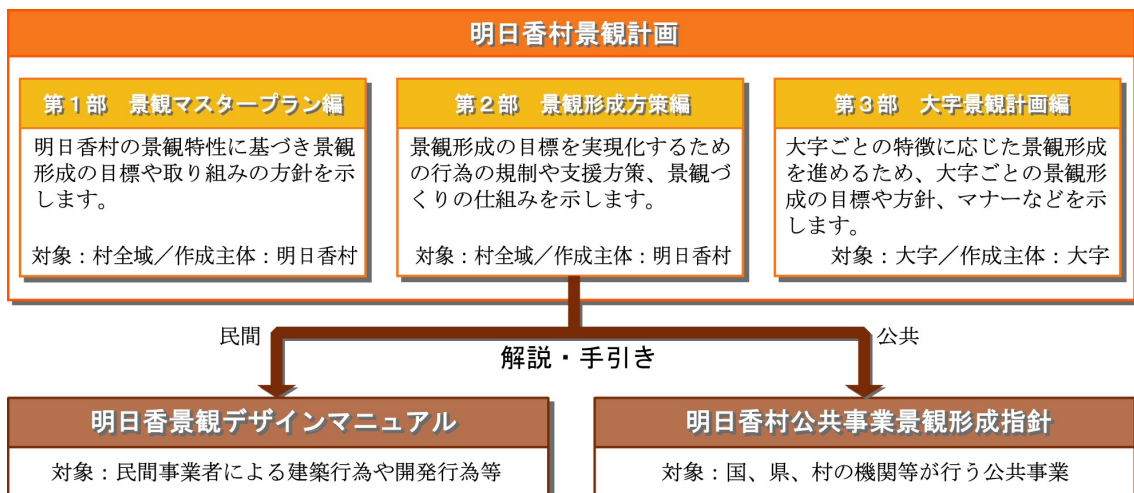 明日香村景観計画
第1部 景観マスタープラン編
明日香村の景観特性に基づき景観
形成の目標や取り組みの方針を示
します。
対象：村全域／作成主体：明日香村
第2部 景観形成方策編
景観形成の目標を実現化するための
行為の規制や支援方策、景観づ
くりの仕組みを示します。
対象：村全域／作成主体：明日香村
第3部 大字景観計画編
大字ごとの特徴に応じた景観形成
を進めるため、大字ごとの景観形
成の目標や方針、マナーなどを示
します。
対象：大字／作成主体：大字
民間
解説・手引き
公共
明日香景観デザインマニュアル
対象：民間事業者による建築行為や開発行為等
明日香村公共事業景観形成指針
対象：国、県、村の機関等が行う公共事業